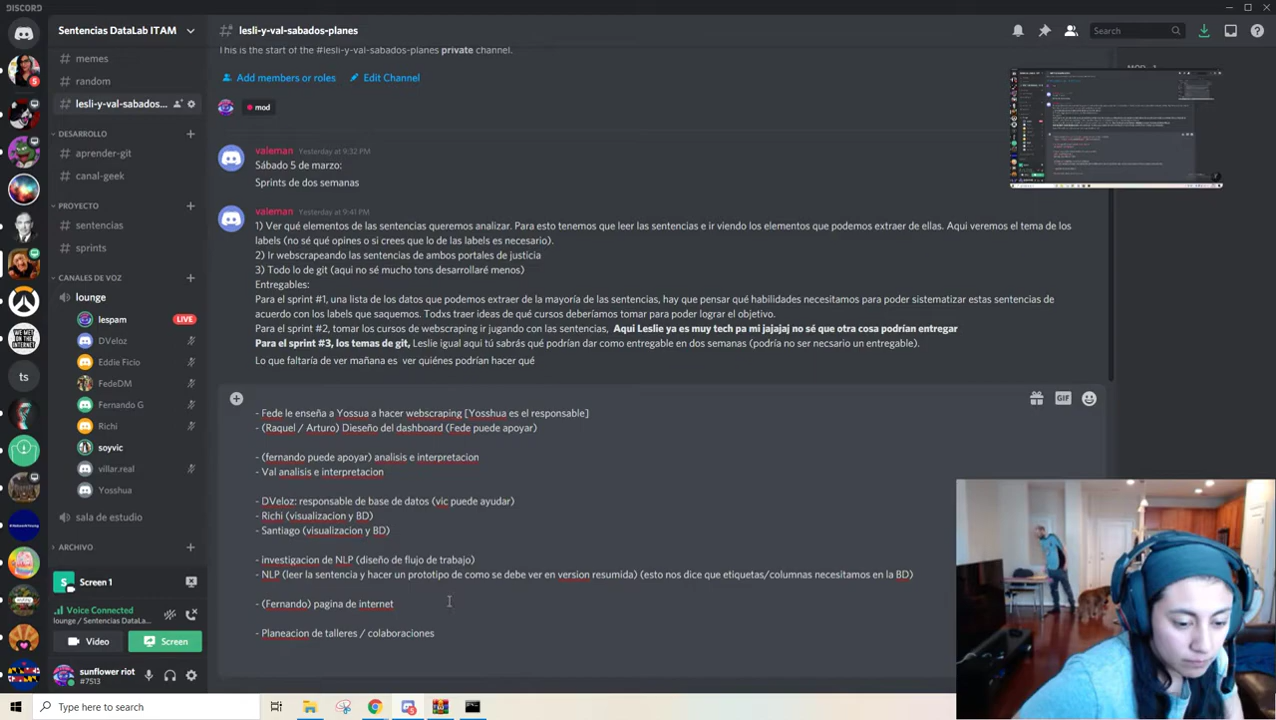 DISCORD
Sentencias DataLab ITAM
memes
random
lesli-y-val-sabados...
DESARROLLO
aprender-git
canal-geek
PROYECTO
sentencias
sprints
CANALES DE VOZ
lounge
lespam LIVE
DVeloz
Eddie Ficio
FedeDM
Fernando G
Richi
soyvic
villar.real
Yosshua
sala de estudio
ARCHIVO
Screen 1
Voice Connected
lounge / Sentencias DataLa...
Video
Screen
sunflower riot
#7513
5
ts
lesli-y-val-sabados-planes
Search
This is the start of the #lesli-y-val-sabados-planes private channel.
Add members or roles
Edit Channel
mod
valeman Yesterday at 9:33 PM
Sábado 5 de marzo:
Sprints de dos semanas
valeman Yesterday at 9:41 PM
1) Ver qué elementos de las sentencias queremos analizar. Para esto tenemos que leer las sentencias e ir viendo los elementos que podemos extraer de ellas. Aqui veremos el tema de los
labels (no sé qué opines o si crees que lo de las labels es necesario).
2) Ir webscrapeando las sentencias de ambos portales de justicia
3) Todo lo de git (aqui no sé mucho tons desarrollaré menos)
Entregables:
Para el sprint #1, una lista de los datos que podemos extraer de la mayoría de las sentencias, hay que pensar qué habilidades necesitamos para poder sistematizar estas sentencias de
acuerdo con los labels que saquemos. Todxs traer ideas de qué cursos deberíamos tomar para poder lograr el objetivo.
Para el sprint #2, tomar los cursos de webscraping ir jugando con las sentencias, Aqui Leslie ya es muy tech pa mi jajajaj no sé que otra cosa podrían entregar
Para el sprint #3, los temas de git, Leslie igual aqui tú sabrás qué podrían dar como entregable en dos semanas (podría no ser necsario un entregable).
Lo que faltaría de ver mañana es ver quiénes podrían hacer qué
- Fede le enseña a Yossua a hacer webscraping [Yosshua es el responsable]
- (Raquel / Arturo) Dieseño del dashboard (Fede puede apoyar)
- (fernando puede apoyar) analisis e interpretacion
- Val analisis e interpretacion
- DVeloz: responsable de base de datos (vic puede ayudar)
- Richi (visualizacion y BD)
- Santiago (visualizacion y BD)
- investigacion de NLP (diseño de flujo de trabajo)
- NLP (leer la sentencia y hacer un prototipo de como se debe ver en version resumida) (esto nos dice que etiquetas/columnas necesitamos en la BD)
- (Fernando) pagina de internet
- Planeacion de talleres / colaboraciones
GIF
Type here to search